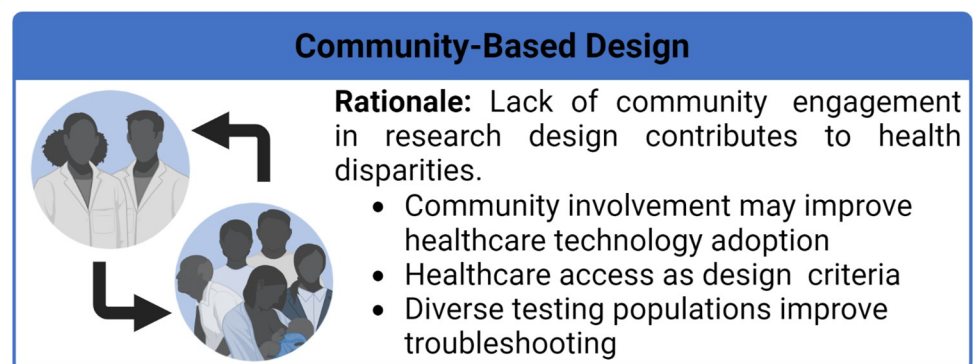 Community-Based Design
Rationale: Lack of community engagement
in research design contributes to health
disparities.
• Community involvement may improve
healthcare technology adoption
• Healthcare access as design criteria
• Diverse testing populations improve
troubleshooting